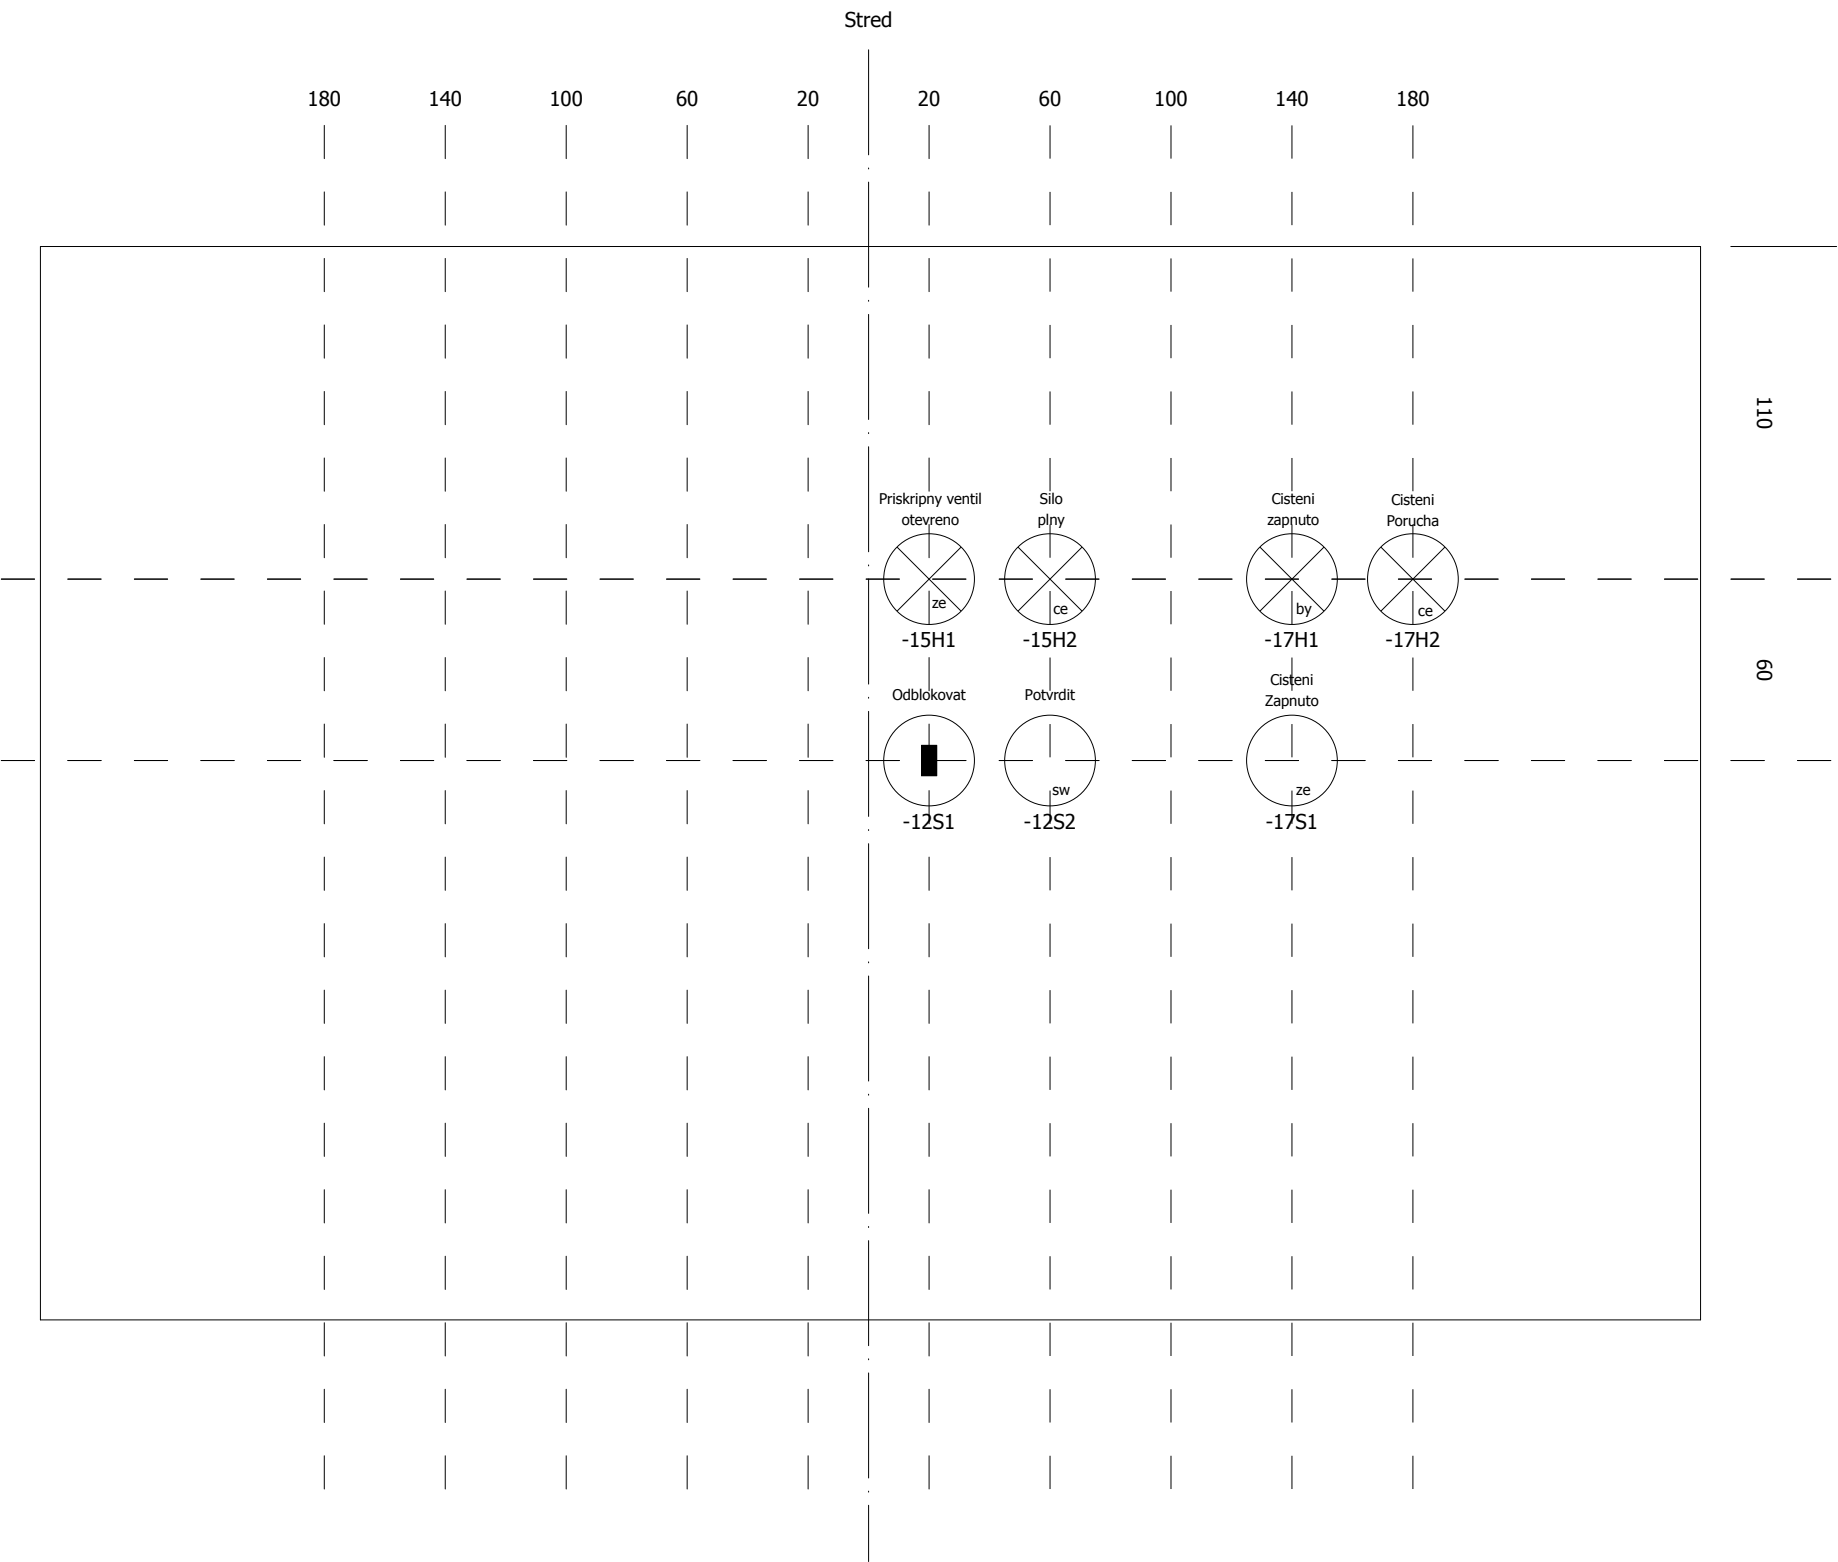 Stred
180 140 100 60 20 20 60 100 140 180
110
Priskripny ventil
otevreno
Silo
plny
Cisteni
zapnuto
Cisteni
Porucha
ze
ce
by
ce
-15H1
-15H2
-17H1
-17H2
60
Odblokovat
Potvrdit
Cisteni
Zapnuto
sw
ze
-12S1
-12S2
-17S1